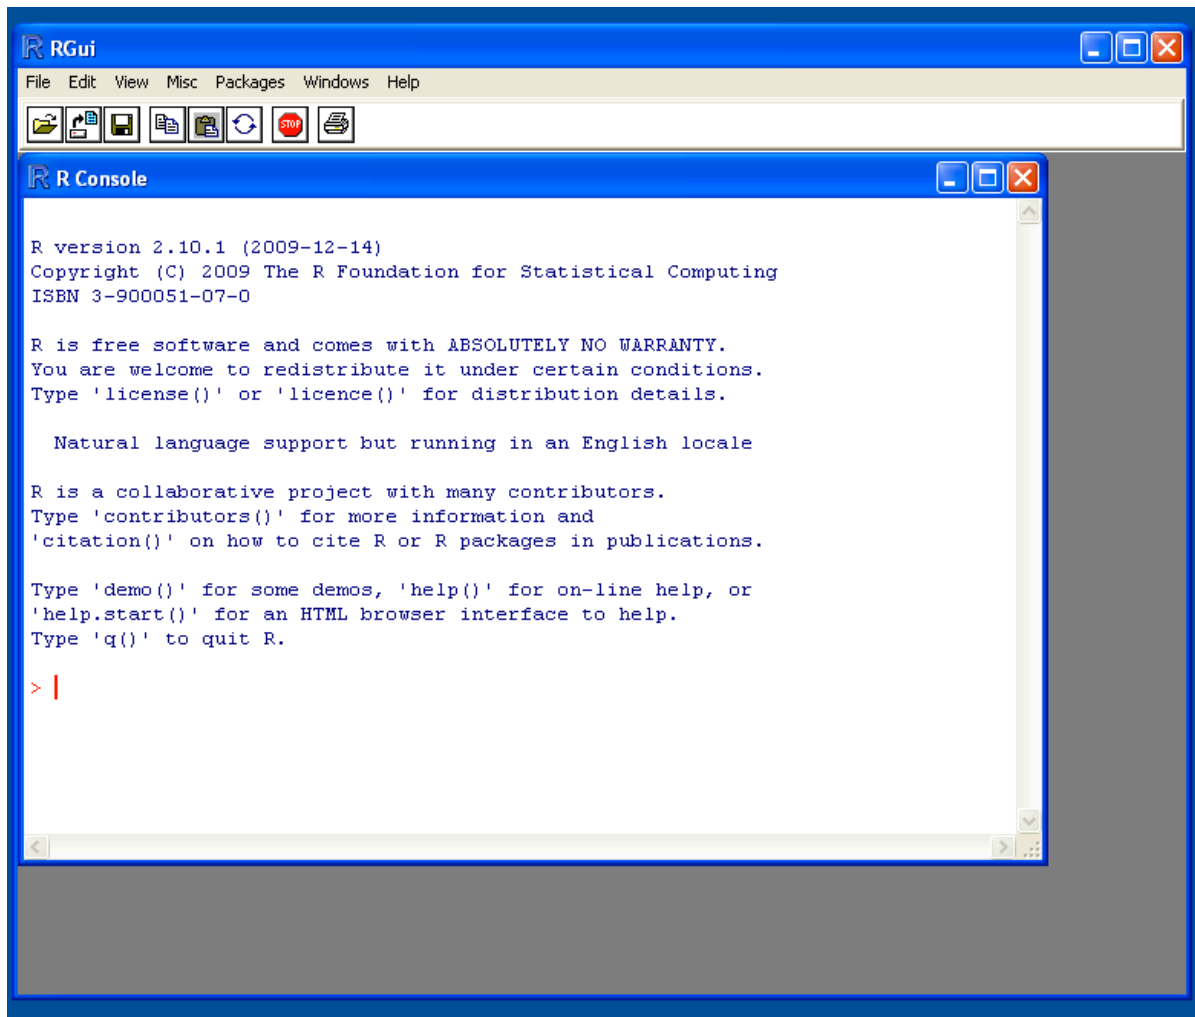 R RGui
File Edit View Misc Packages Windows Help
STOP
R R Console
R version 2.10.1 (2009-12-14)
Copyright (C) 2009 The R Foundation for Statistical Computing
ISBN 3-900051-07-0
R is free software and comes with ABSOLUTELY NO WARRANTY.
You are welcome to redistribute it under certain conditions.
Type 'license()' or 'licence()' for distribution details.
Natural language support but running in an English locale
R is a collaborative project with many contributors.
Type 'contributors()' for more information and
'citation()' on how to cite R or R packages in publications.
Type 'demo()' for some demos, 'help()' for on-line help, or
'help.start()' for an HTML browser interface to help.
Type 'q()' to quit R.
>